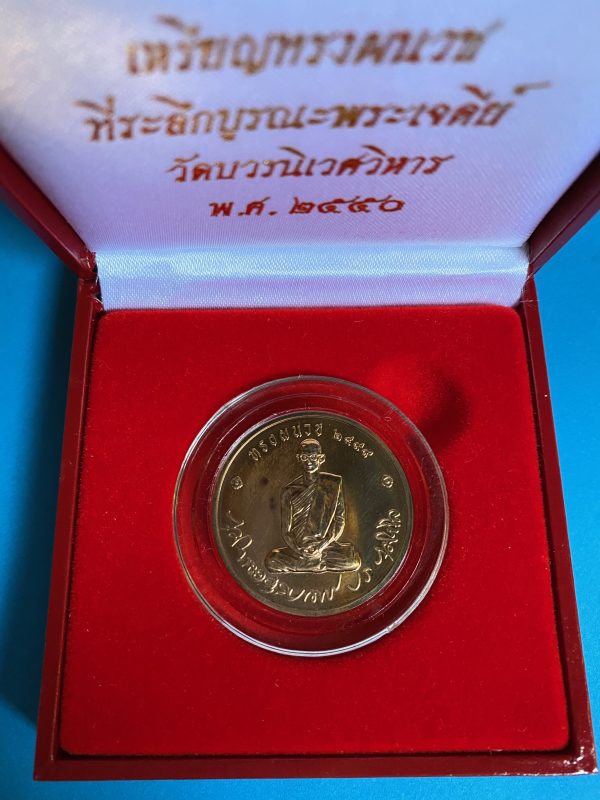 เหรียญทรงผนวช
ที่ระลึกบูรณะพระเจดีย์
วัดบวรนิเวศวิหาร
พ.ศ. ๒๕๕๐
ทรงผนวช ๒๔๙๙